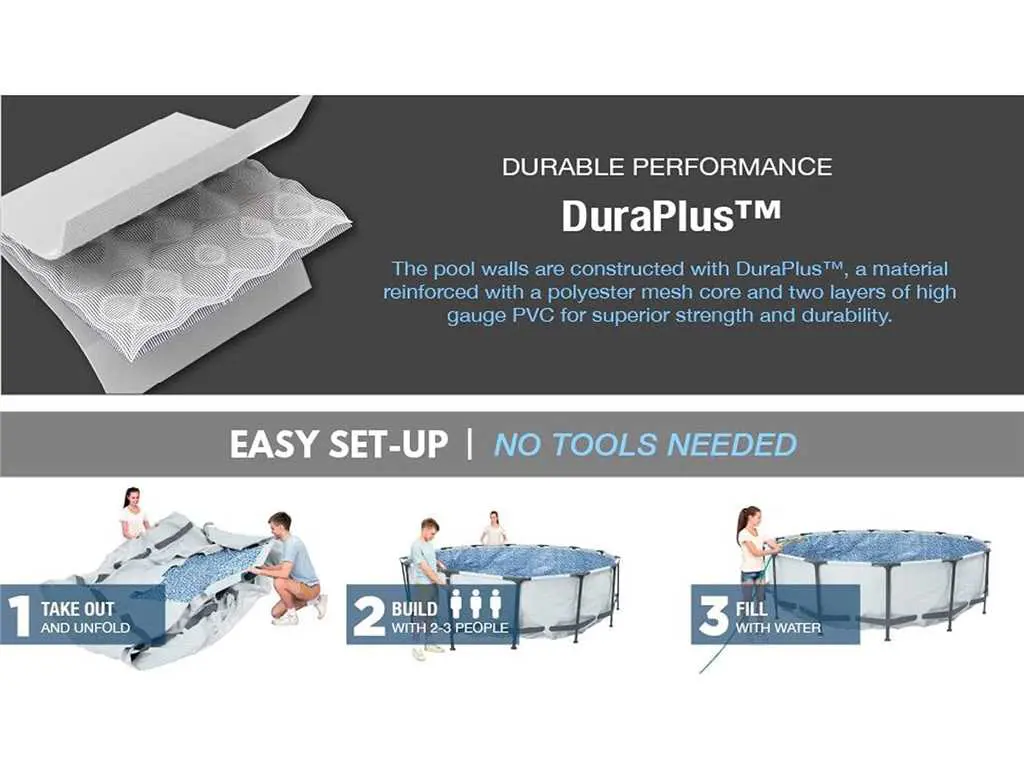 DURABLE PERFORMANCE
DuraPlus™
The pool walls are constructed with DuraPlus™, a material
reinforced with a polyester mesh core and two layers of high
gauge PVC for superior strength and durability.
EASY SET-UP | NO TOOLS NEEDED
1 TAKE OUT
AND UNFOLD
2 BUILD
WITH 2-3 PEOPLE
3 FILL
WITH WATER